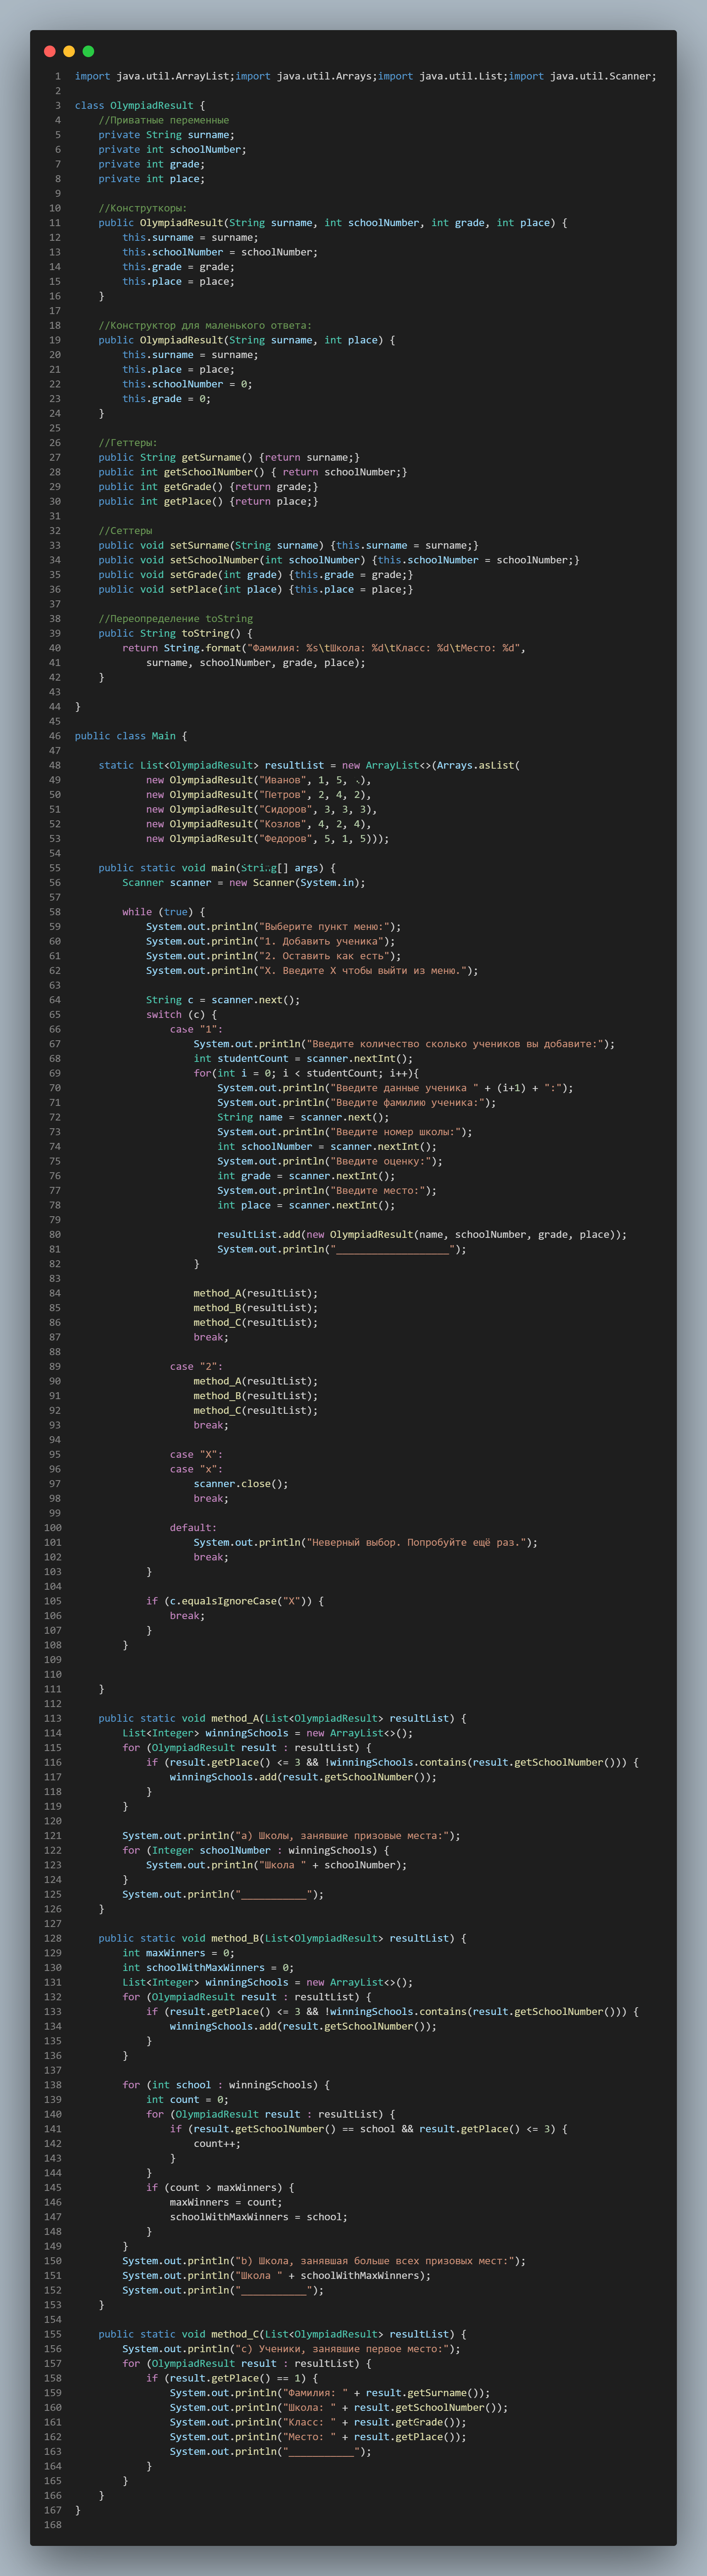 1 import java.util.ArrayList;import java.util.Arrays;import java.util.List;import java.util.Scanner;
2
3 class OlympiadResult {
4 //Приватные переменные
5 private String surname;
6 private int schoolNumber;
7 private int grade;
8 private int place;
9
10 //Конструткоры:
11 public OlympiadResult(String surname, int schoolNumber, int grade, int place) {
12 this.surname = surname;
13 this.schoolNumber = schoolNumber;
14 this.grade = grade;
15 this.place = place;
16 }
17
18 //Конструктор для маленького ответа:
19 public OlympiadResult(String surname, int place) {
20 this.surname = surname;
21 this.place = place;
22 this.schoolNumber = 0;
23 this.grade = 0;
24 }
25
26 //Геттеры:
27 public String getSurname() {return surname;}
28 public int getSchoolNumber() { return schoolNumber;}
29 public int getGrade() {return grade;}
30 public int getPlace() {return place;}
31
32 //Сеттеры
33 public void setSurname(String surname) {this.surname = surname;}
34 public void setSchoolNumber(int schoolNumber) {this.schoolNumber = schoolNumber;}
35 public void setGrade(int grade) {this.grade = grade;}
36 public void setPlace(int place) {this.place = place;}
37
38 //Переопределение toString
39 public String toString() {
40 return String.format("Фамилия: %s\tШкола: %d\tКласс: %d\tМесто: %d",
41 surname, schoolNumber, grade, place);
42 }
43
44 }
45
46 public class Main {
47
48 static List<OlympiadResult> resultList = new ArrayList<>(Arrays.asList(
49 new OlympiadResult("Иванов", 1, 5, ),
50 new OlympiadResult("Петров", 2, 4, 2),
51 new OlympiadResult("Сидоров", 3, 3, 3),
52 new OlympiadResult("Козлов", 4, 2, 4),
53 new OlympiadResult("Федоров", 5, 1, 5)));
54
55 public static void main(String[] args) {
56 Scanner scanner = new Scanner(System.in);
57
58 while (true) {
59 System.out.println("Выберите пункт меню:");
60 System.out.println("1. Добавить ученика");
61 System.out.println("2. Оставить как есть");
62 System.out.println("X. Введите X чтобы выйти из меню.");
63
64 String c = scanner.next();
65 switch (c) {
66 case "1":
67 System.out.println("Введите количество сколько учеников вы добавите:");
68 int studentCount = scanner.nextInt();
69 for(int i = 0; i < studentCount; i++){
70 System.out.println("Введите данные ученика " + (i+1) + ":");
71 System.out.println("Введите фамилию ученика:");
72 String name = scanner.next();
73 System.out.println("Введите номер школы:");
74 int schoolNumber = scanner.nextInt();
75 System.out.println("Введите оценку:");
76 int grade = scanner.nextInt();
77 System.out.println("Введите место:");
78 int place = scanner.nextInt();
79
80 resultList.add(new OlympiadResult(name, schoolNumber, grade, place));
81 System.out.println("___________________");
82 }
83
84 method_A(resultList);
85 method_B(resultList);
86 method_C(resultList);
87 break;
88
89 case "2":
90 method_A(resultList);
91 method_B(resultList);
92 method_C(resultList);
93 break;
94
95 case "X":
96 case "x":
97 scanner.close();
98 break;
99
100 default:
101 System.out.println("Неверный выбор. Попробуйте ещё раз.");
102 break;
103 }
104
105 if (c.equalsIgnoreCase("X")) {
106 break;
107 }
108 }
109
110
111 }
112
113 public static void method_A(List<OlympiadResult> resultList) {
114 List<Integer> winningSchools = new ArrayList<>();
115 for (OlympiadResult result : resultList) {
116 if (result.getPlace() <= 3 && !winningSchools.contains(result.getSchoolNumber())) {
117 winningSchools.add(result.getSchoolNumber());
118 }
119 }
120
121 System.out.println("a) Школы, занявшие призовые места:");
122 for (Integer schoolNumber : winningSchools) {
123 System.out.println("Школа " + schoolNumber);
124 }
125 System.out.println("___________");
126 }
127
128 public static void method_B(List<OlympiadResult> resultList) {
129 int maxWinners = 0;
130 int schoolWithMaxWinners = 0;
131 List<Integer> winningSchools = new ArrayList<>();
132 for (OlympiadResult result : resultList) {
133 if (result.getPlace() <= 3 && !winningSchools.contains(result.getSchoolNumber())) {
134 winningSchools.add(result.getSchoolNumber());
135 }
136 }
137
138 for (int school : winningSchools) {
139 int count = 0;
140 for (OlympiadResult result : resultList) {
141 if (result.getSchoolNumber() == school && result.getPlace() <= 3) {
142 count++;
143 }
144 }
145 if (count > maxWinners) {
146 maxWinners = count;
147 schoolWithMaxWinners = school;
148 }
149 }
150 System.out.println("b) Школа, занявшая больше всех призовых мест:");
151 System.out.println("Школа " + schoolWithMaxWinners);
152 System.out.println("___________");
153 }
154
155 public static void method_C(List<OlympiadResult> resultList) {
156 System.out.println("c) Ученики, занявшие первое место:");
157 for (OlympiadResult result : resultList) {
158 if (result.getPlace() == 1) {
159 System.out.println("Фамилия: " + result.getSurname());
160 System.out.println("Школа: " + result.getSchoolNumber());
161 System.out.println("Класс: " + result.getGrade());
162 System.out.println("Место: " + result.getPlace());
163 System.out.println("___________");
164 }
165 }
166 }
167 }
168